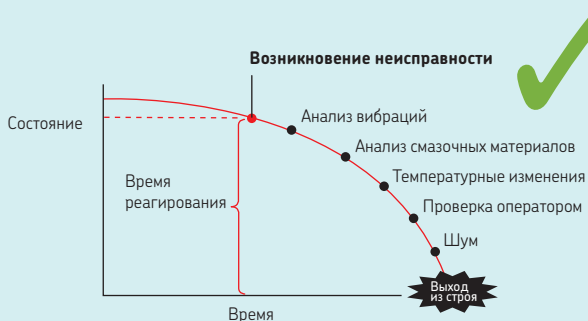 Возникновение неисправности
Состояние
Анализ вибраций
Анализ смазочных материалов
Температурные изменения
Время
реагирования
Проверка оператором
Шум
Выход
из строя
Время